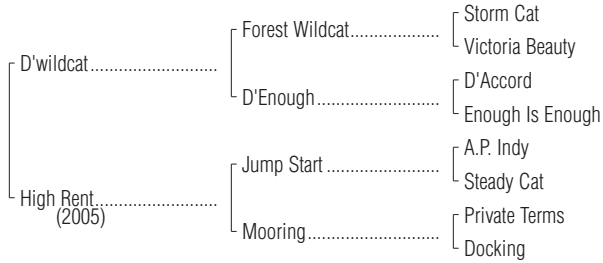 Storm Cat
Forest Wildcat....................
Victoria Beauty
D'wildcat............................
D'Accord
D'Enough...........................
Enough Is Enough
A.P. Indy
Jump Start .........................
Steady Cat
High Rent...........................
(2005)
Private Terms
Mooring.............................
Docking